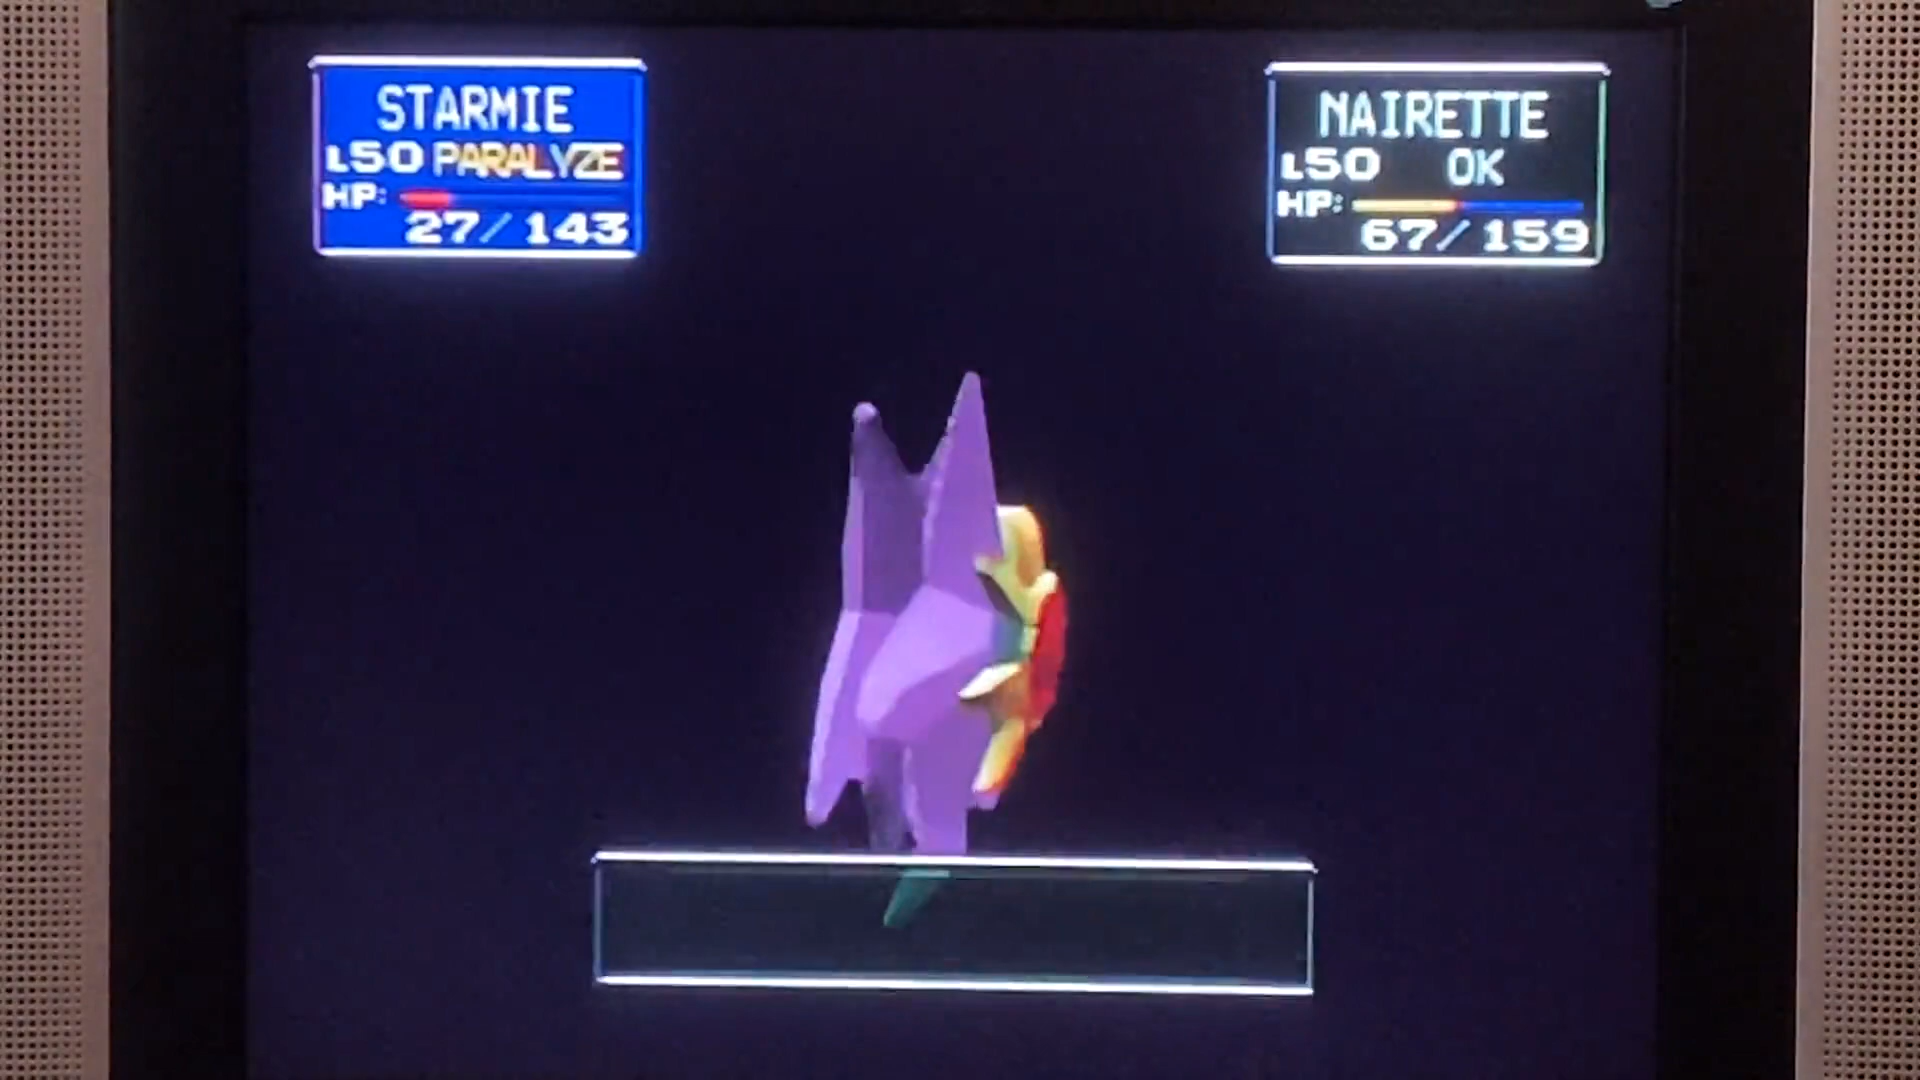 STARMIE
L50 PARALYZE
HP:
27/143
NAIRETTE
L50 OK
HP:
67/159